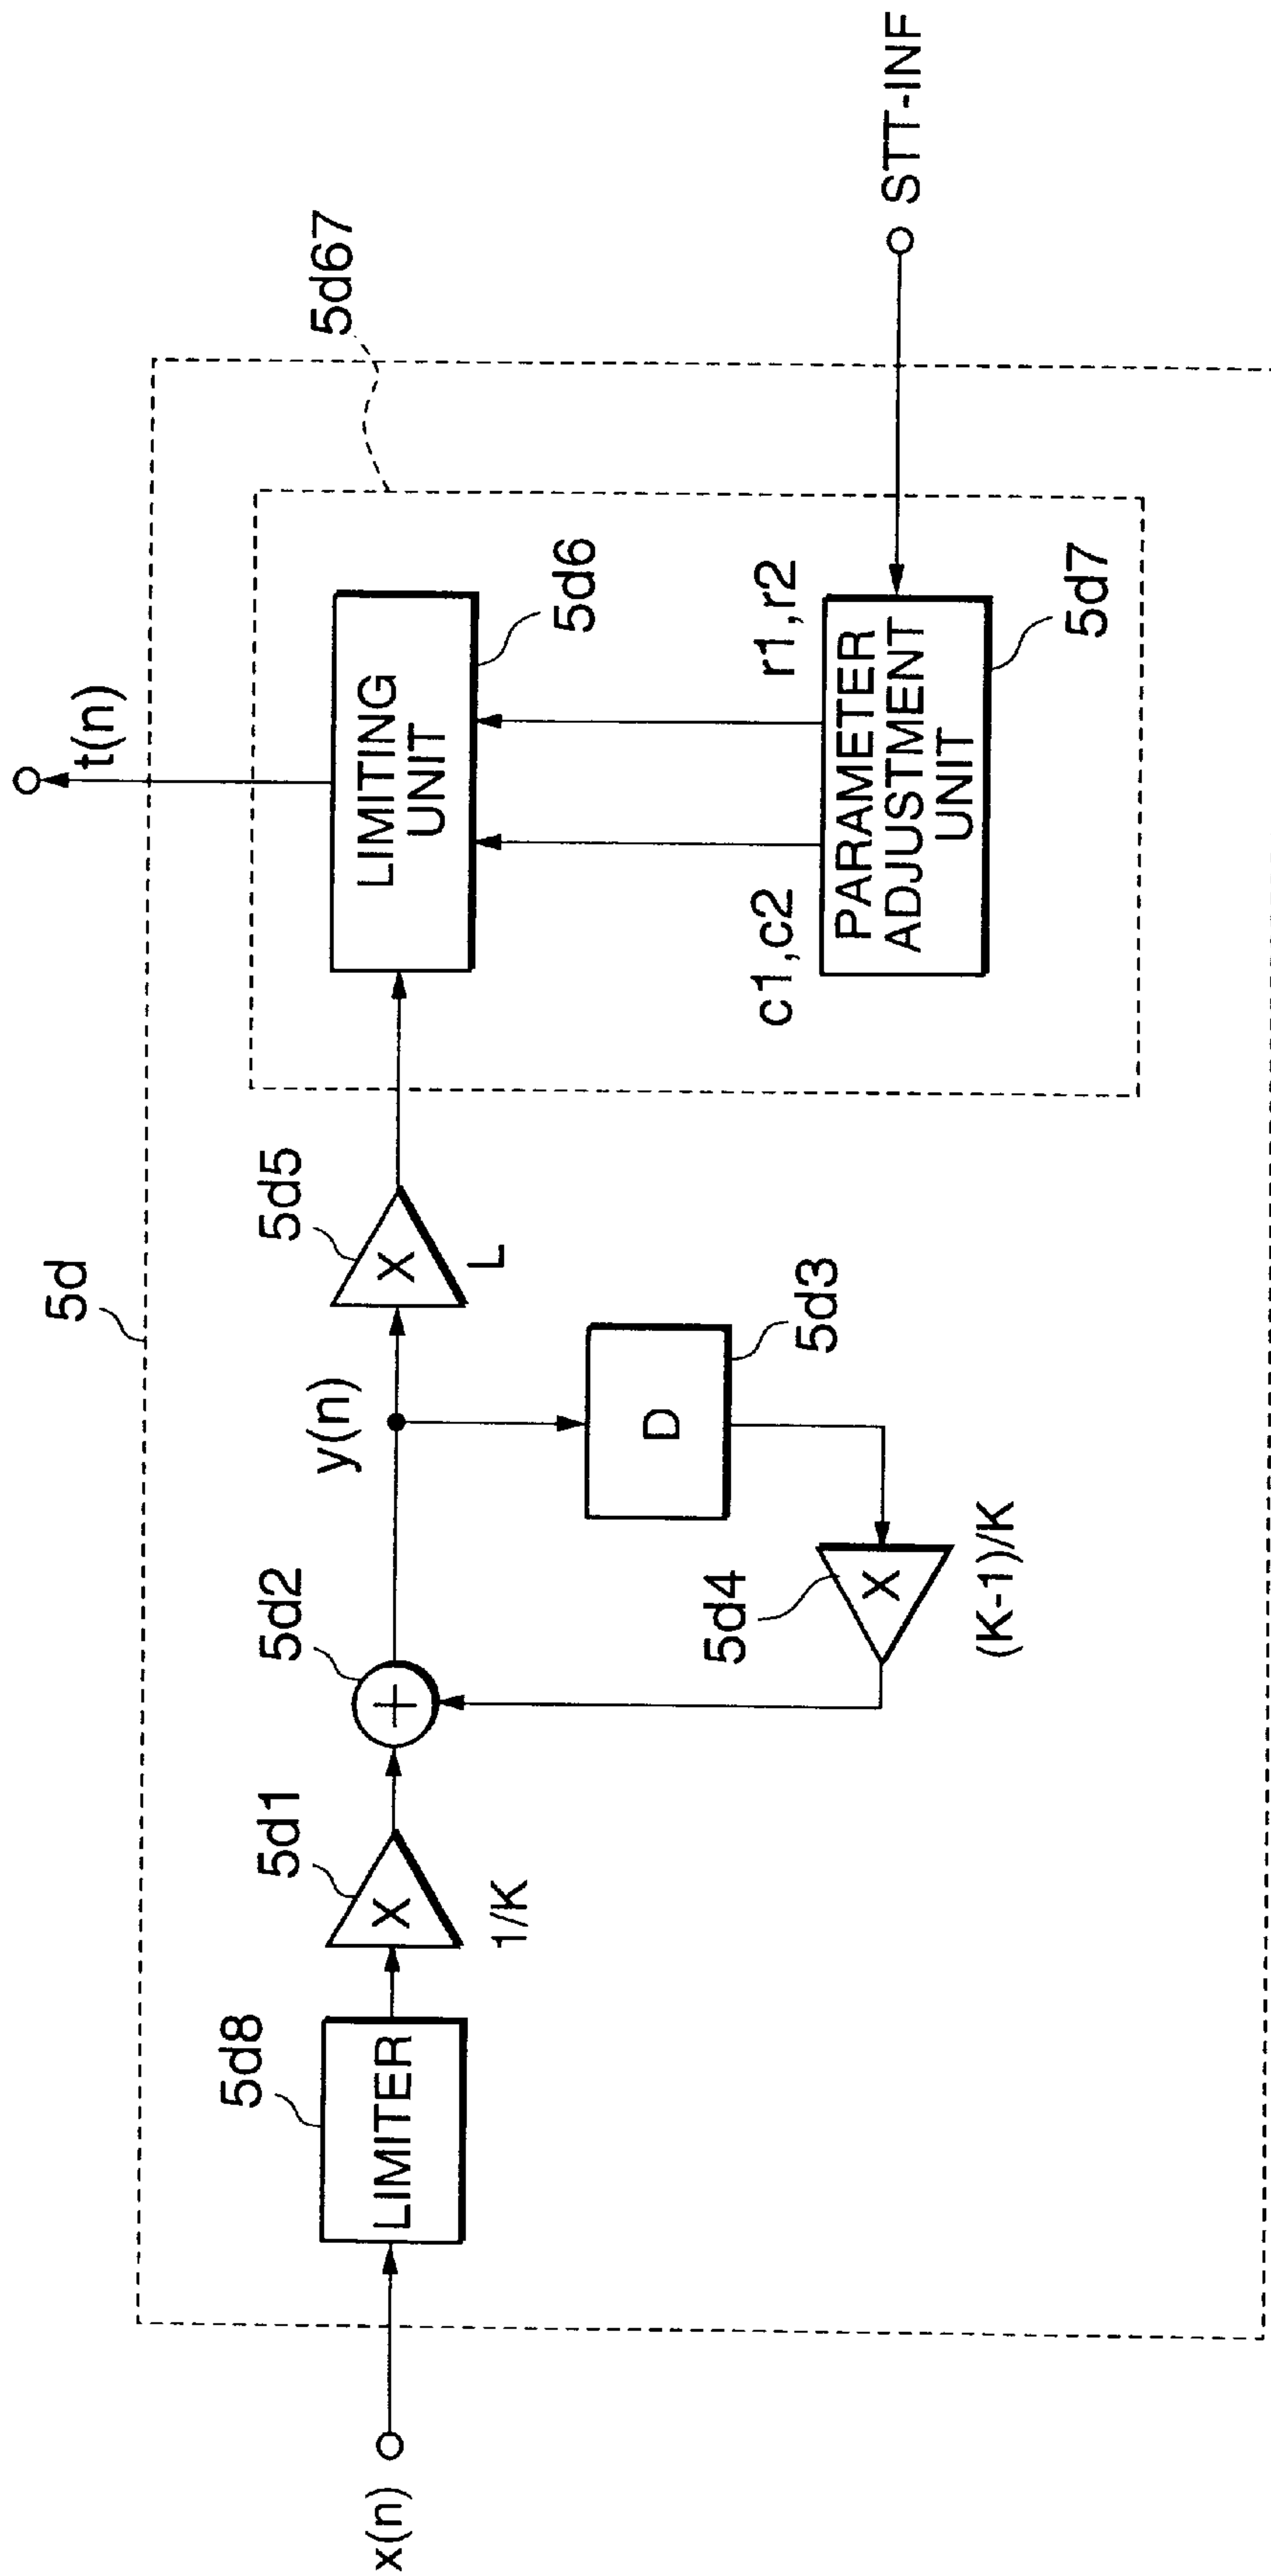 5d
x(n)
5d8
LIMITER
5d1
X
1/K
5d2
+
y(n)
5d5
X
L
5d3
D
5d4
X
(K-1)/K
5d67
t(n)
LIMITING
UNIT
5d6
c1,c2
r1,r2
PARAMETER
ADJUSTMENT
UNIT
5d7
STT-INF